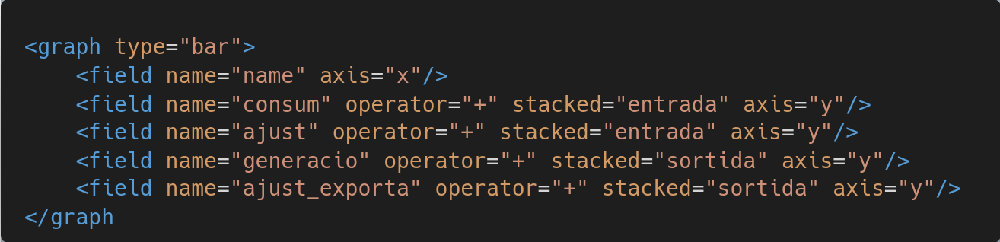 <graph type="bar">
    <field name="name" axis="x"/>
    <field name="consum" operator="+" stacked="entrada" axis="y"/>
    <field name="ajust" operator="+" stacked="entrada" axis="y"/>
    <field name="generacio" operator="+" stacked="sortida" axis="y"/>
    <field name="ajust_exporta" operator="+" stacked="sortida" axis="y"/>
</graph